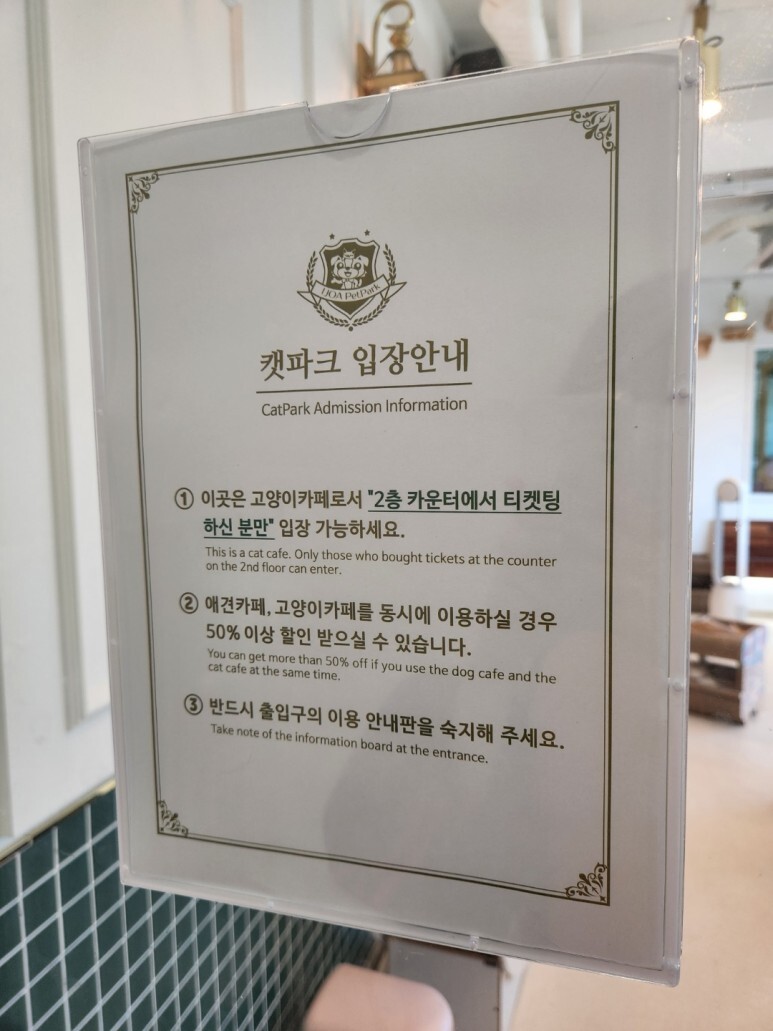 IJOA PetPark
캣파크 입장안내
CatPark Admission Information
① 이곳은 고양이카페로서 "2층 카운터에서 티켓팅
하신 분만" 입장 가능하세요.
This is a cat cafe. Only those who bought tickets at the counter
on the 2nd floor can enter.
② 애견카페, 고양이카페를 동시에 이용하실 경우
50% 이상 할인 받으실 수 있습니다.
You can get more than 50% off if you use the dog cafe and the
cat cafe at the same time.
③ 반드시 출입구의 이용 안내판을 숙지해 주세요.
Take note of the information board at the entrance.